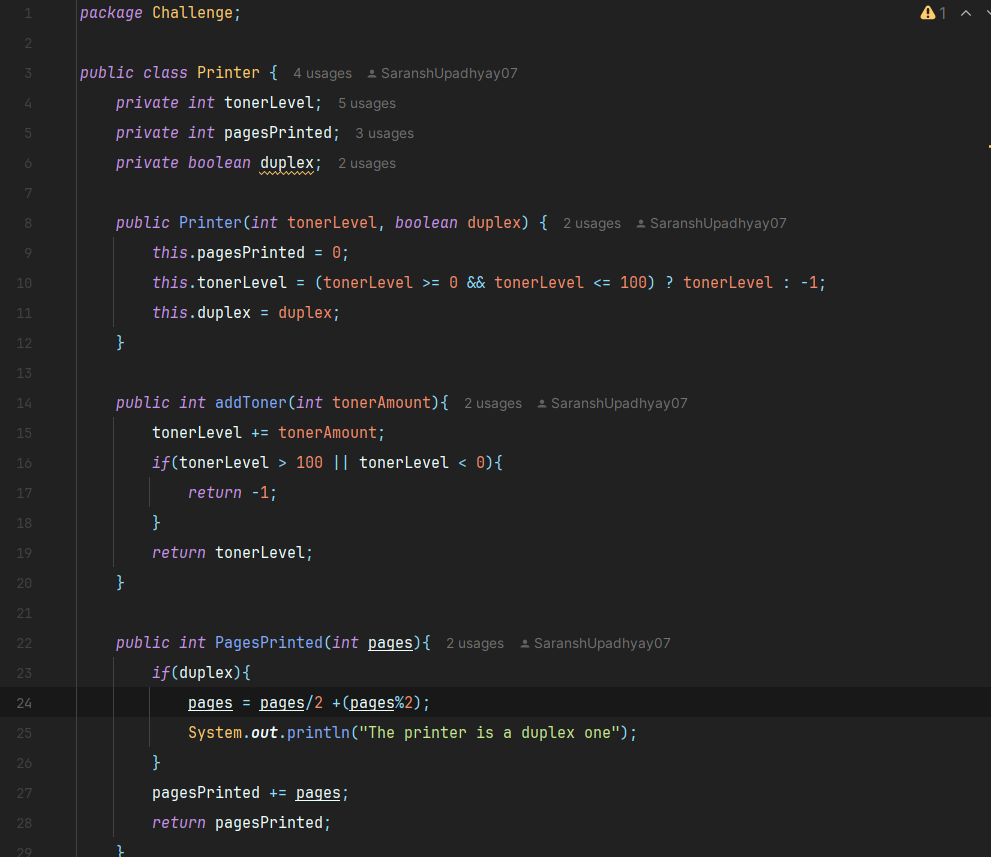 1 package Challenge; 1
2
3 public class Printer { 4 usages SaranshUpadhyay07
4 private int tonerLevel; 5 usages
5 private int pagesPrinted; 3 usages
6 private boolean duplex; 2 usages
7
8 public Printer(int tonerLevel, boolean duplex) { 2 usages SaranshUpadhyay07
9 this.pagesPrinted = 0;
10 this.tonerLevel = (tonerLevel >= 0 && tonerLevel <= 100) ? tonerLevel : -1;
11 this.duplex = duplex;
12 }
13
14 public int addToner(int tonerAmount){ 2 usages SaranshUpadhyay07
15 tonerLevel += tonerAmount;
16 if(tonerLevel > 100 || tonerLevel < 0){
17 return -1;
18 }
19 return tonerLevel;
20 }
21
22 public int PagesPrinted(int pages){ 2 usages SaranshUpadhyay07
23 if(duplex){
24 pages = pages/2 +(pages%2);
25 System.out.println("The printer is a duplex one");
26 }
27 pagesPrinted += pages;
28 return pagesPrinted;
29 }